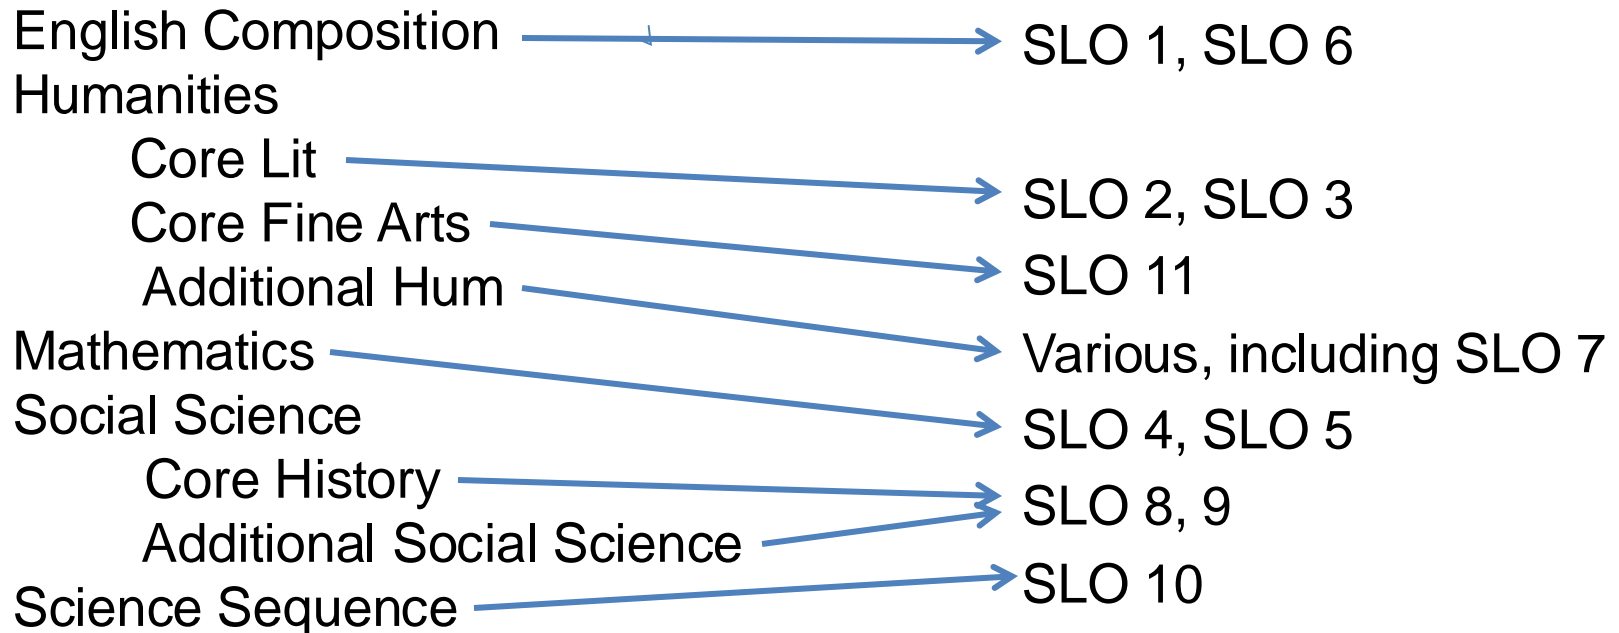 English Composition
SLO 1, SLO 6
Humanities
Core Lit
SLO 2, SLO 3
Core Fine Arts
SLO 11
Additional Hum
Various, including SLO 7
Mathematics
SLO 4, SLO 5
Social Science
Core History
SLO 8, 9
Additional Social Science
SLO 10
Science Sequence